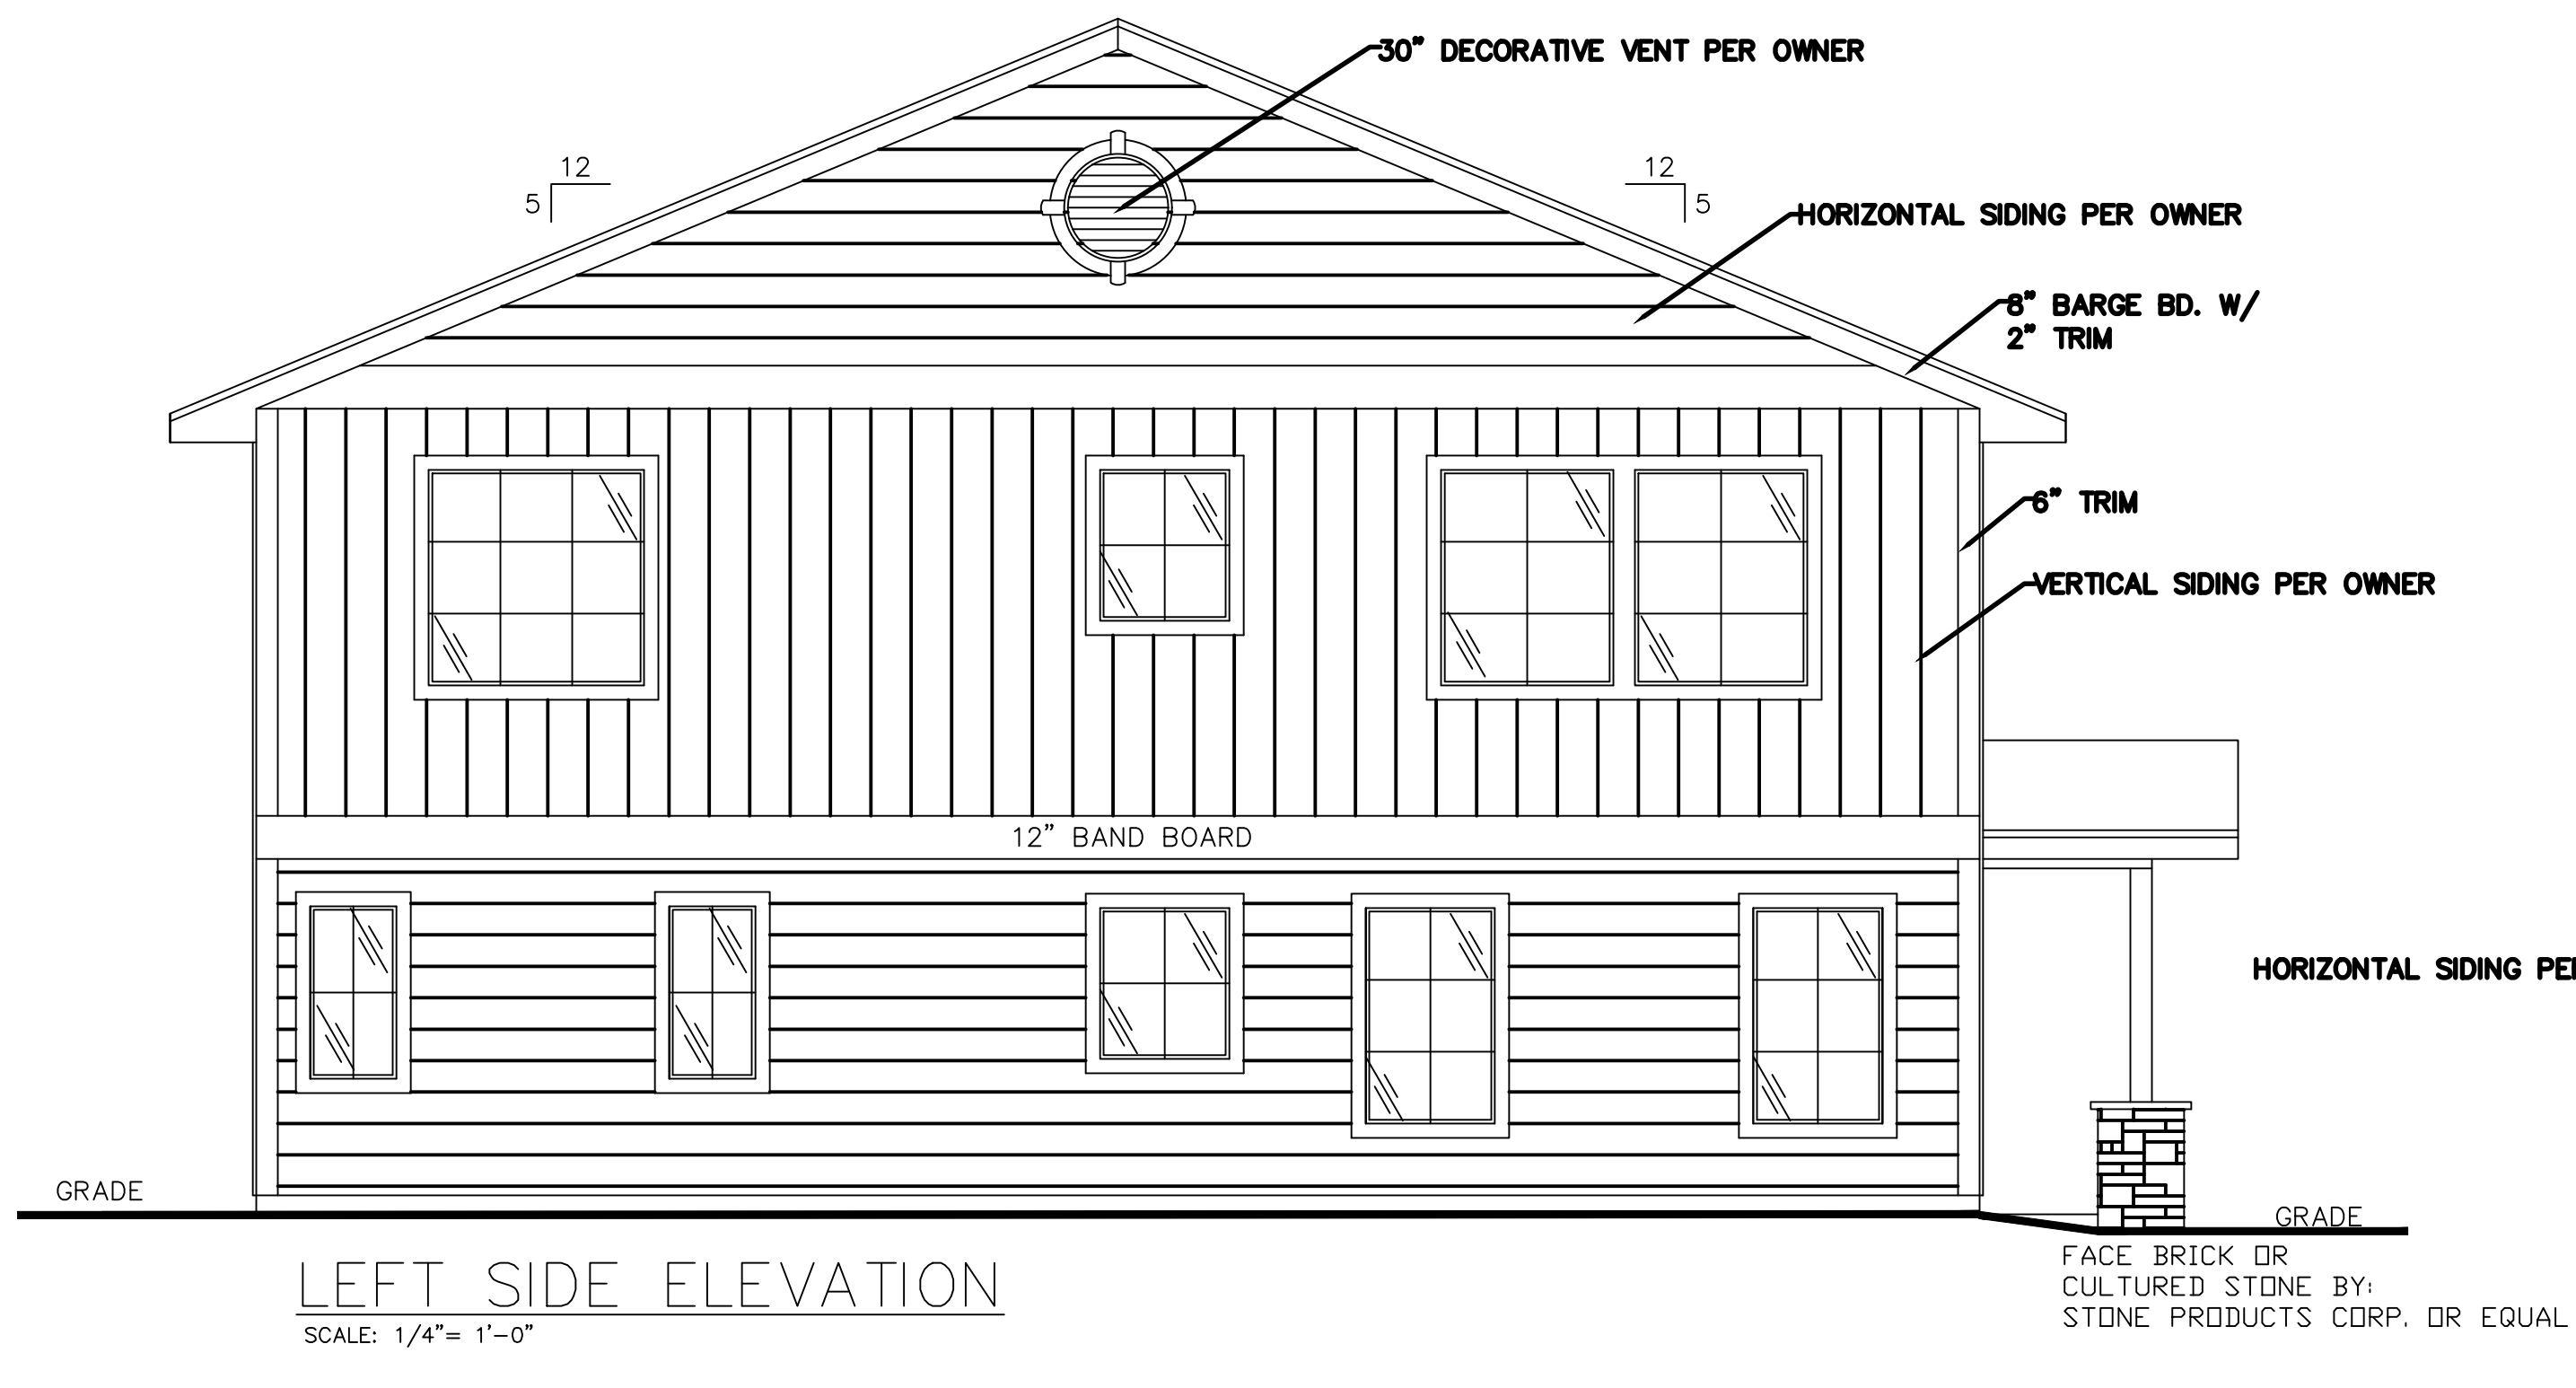 30" DECORATIVE VENT PER OWNER
12
5
12
5
HORIZONTAL SIDING PER OWNER
8" BARGE BD. W/
2" TRIM
6" TRIM
VERTICAL SIDING PER OWNER
12" BAND BOARD
HORIZONTAL SIDING PE
GRADE
GRADE
FACE BRICK OR
CULTURED STONE BY:
STONE PRODUCTS CORP. OR EQUAL
LEFT SIDE ELEVATION
SCALE: 1/4"= 1'-0"